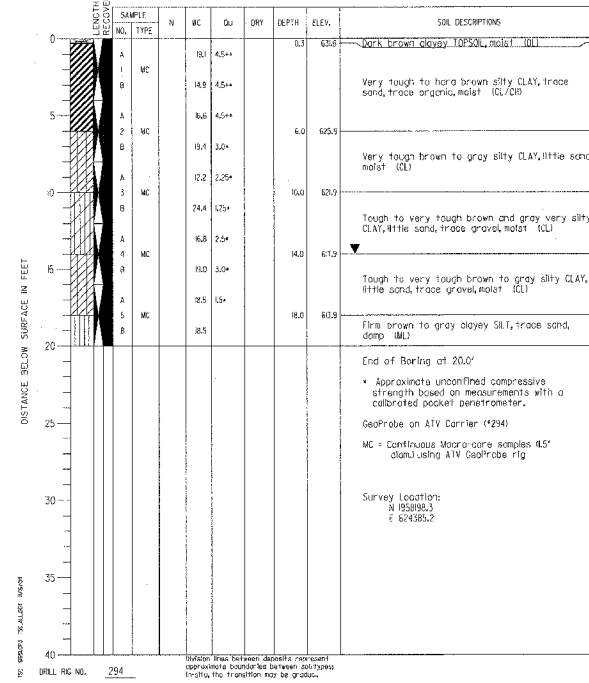 LENGTH
RECOVERY
SAMPLE
NO. TYPE N WC Qu DRY DEPTH ELEV. SOIL DESCRIPTIONS
0
0.3 631.6 Dark brown clayey TOPSOIL, moist (OL)
A 19.1 4.5+*
1 MC
B 14.9 4.5+*
Very tough to hard brown silty CLAY, trace
sand, trace organic, moist (CL/CH)
5
A 16.6 4.5+*
2 MC 6.0 625.9
B 19.4 3.0*
Very tough brown to gray silty CLAY, little sand
moist (CL)
A 12.2 2.25*
10 3 MC 10.0 621.9
B 24.4 1.25*
Tough to very tough brown and gray very silty
CLAY, little sand, trace gravel, moist (CL)
A 16.8 2.5*
4 MC 14.0 617.9
15 B 19.0 3.0*
Tough to very tough brown to gray silty CLAY,
little sand, trace gravel, moist (CL)
A 18.5 1.5*
5 MC 18.0 613.9
B 18.5
Firm brown to gray clayey SILT, trace sand,
damp (ML)
20
End of Boring at 20.0'
* Approximate unconfined compressive
strength based on measurements with a
calibrated pocket penetrometer.
GeoProbe on ATV Carrier (#294)
25
MC = Continuous Macro-core samples (1.5"
diam.) using ATV GeoProbe rig
30
Survey Location:
N 1958198.3
E 624385.2
35
40
DISTANCE BELOW SURFACE IN FEET
DRILL RIG NO. 294
Division lines between deposits represent
approximate boundaries between soil types;
in-situ, the transition may be gradual.